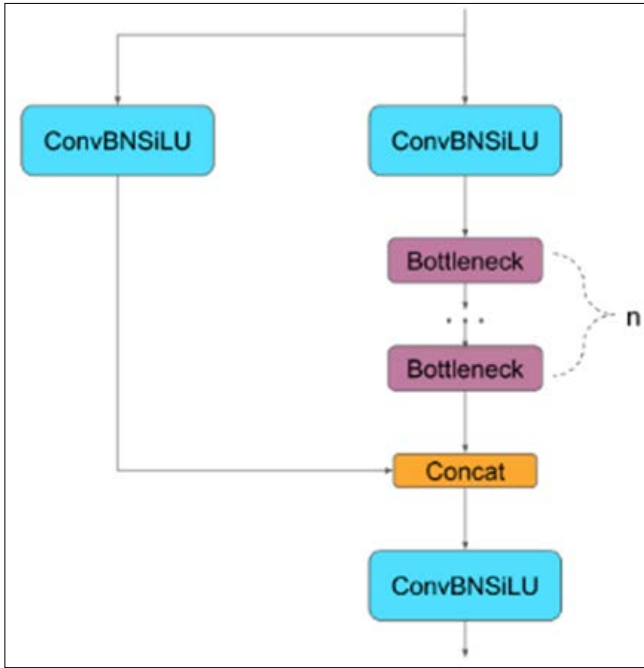 ConvBNSiLU
ConvBNSiLU
Bottleneck
. . .
n
Bottleneck
Concat
ConvBNSiLU